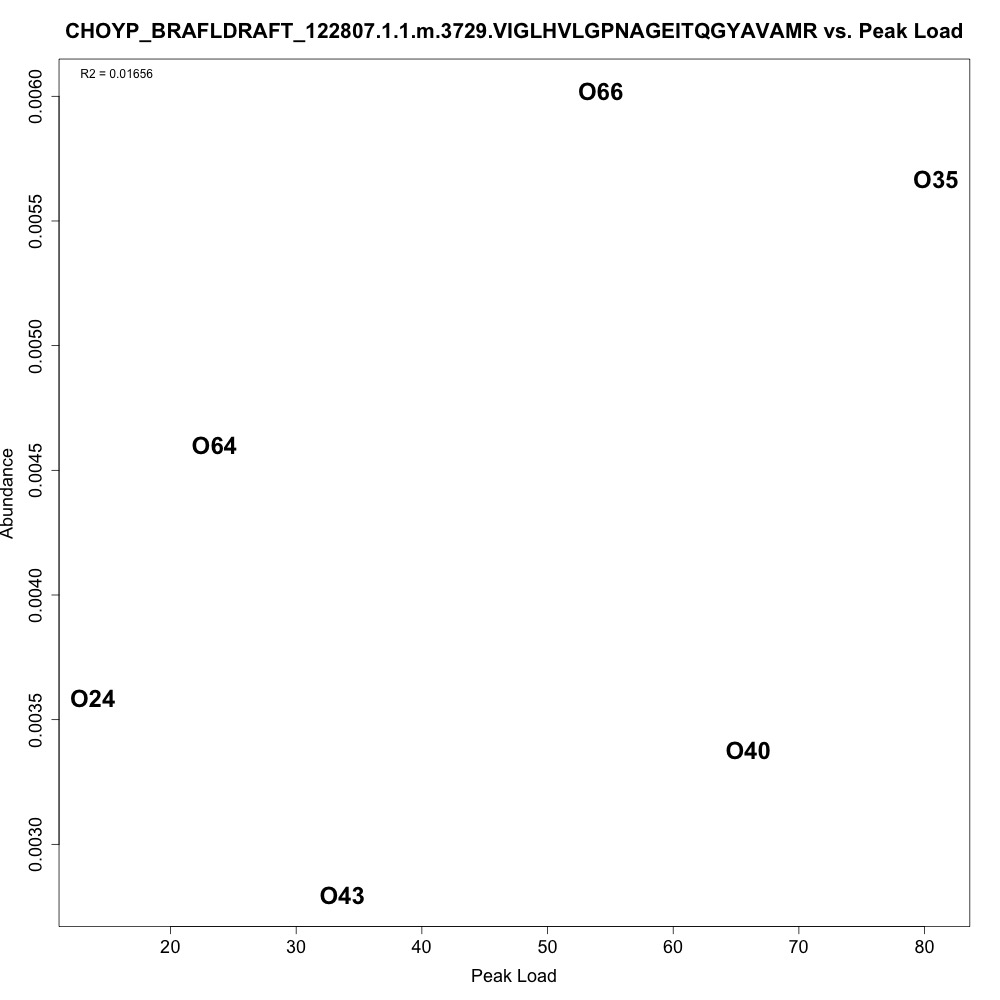 CHOYP_BRAFLDRAFT_122807.1.1.m.3729.VIGLHVLGPNAGEITQGYAVAMR vs. Peak Load
R2 = 0.01656
O66
O35
O64
O24
O40
O43
Abundance
0.0060
0.0055
0.0050
0.0045
0.0040
0.0035
0.0030
20 30 40 50 60 70 80
Peak Load